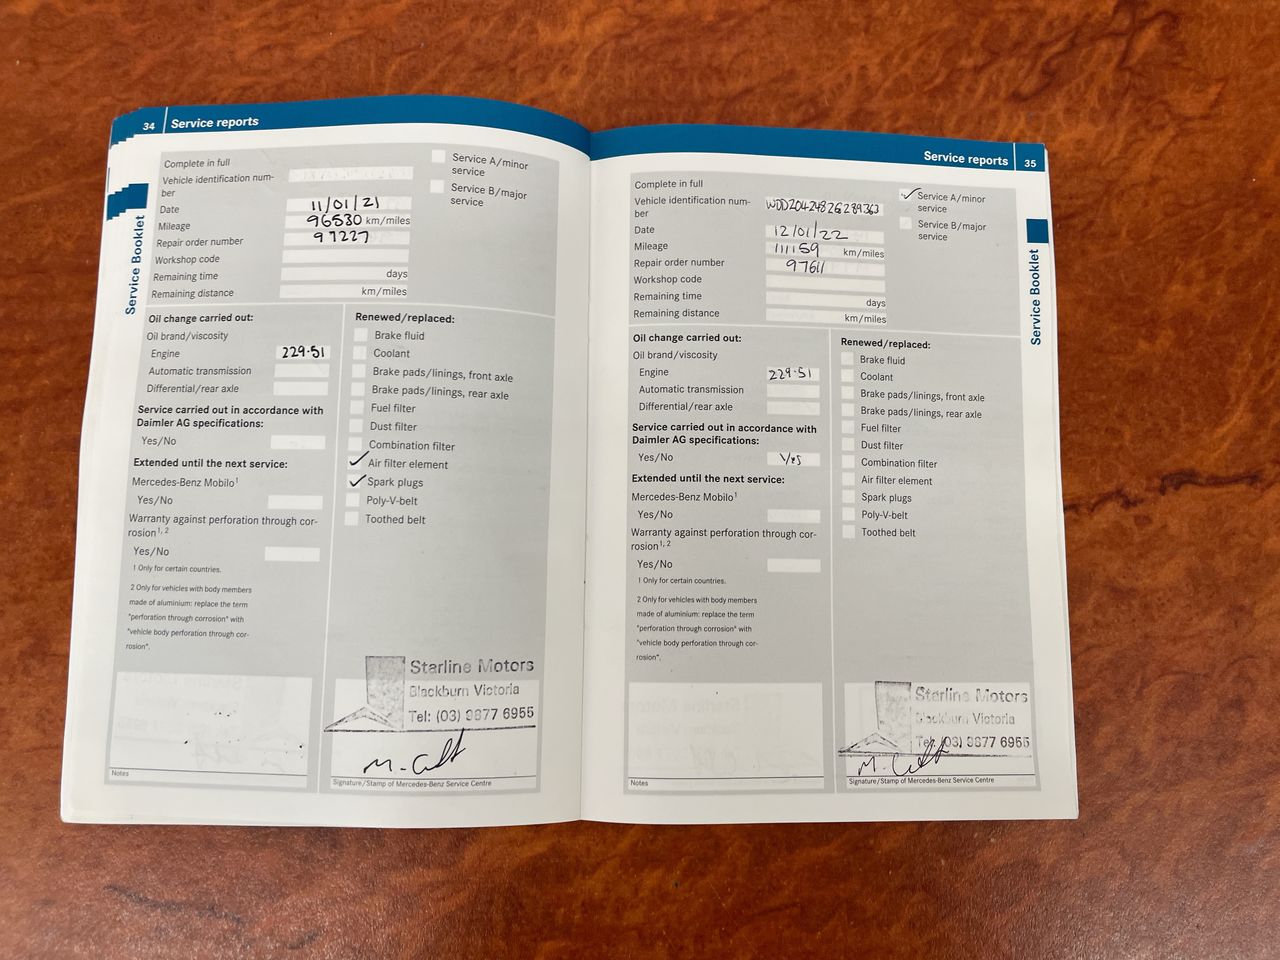 34 Service reports
Complete in full
Vehicle identification num-
ber
Date 11/01/21
Mileage 96530 km/miles
Repair order number 97227
Workshop code
Remaining time days
Remaining distance km/miles
Service A/minor
service
Service B/major
service
Oil change carried out:
Oil brand/viscosity
Engine 229.51
Automatic transmission
Differential/rear axle
Service carried out in accordance with
Daimler AG specifications:
Yes/No
Extended until the next service:
Mercedes-Benz Mobilo1
Yes/No
Warranty against perforation through cor-
rosion1, 2
Yes/No
1 Only for certain countries.
2 Only for vehicles with body members
made of aluminium: replace the term
"perforation through corrosion" with
"vehicle body perforation through cor-
rosion".
Renewed/replaced:
Brake fluid
Coolant
Brake pads/linings, front axle
Brake pads/linings, rear axle
Fuel filter
Dust filter
Combination filter
Air filter element
Spark plugs
Poly-V-belt
Toothed belt
Starline Motors
Blackburn Victoria
Tel: (03) 9877 6955
Notes
Signature/Stamp of Mercedes-Benz Service Centre
Service Booklet
Service reports 35
Complete in full
Vehicle identification num-
ber
Date 12/01/22
Mileage 111159 km/miles
Repair order number 97611
Workshop code
Remaining time days
Remaining distance km/miles
Service A/minor
service
Service B/major
service
Oil change carried out:
Oil brand/viscosity
Engine 229.51
Automatic transmission
Differential/rear axle
Service carried out in accordance with
Daimler AG specifications:
Yes/No Yes
Extended until the next service:
Mercedes-Benz Mobilo1
Yes/No
Warranty against perforation through cor-
rosion1, 2
Yes/No
1 Only for certain countries.
2 Only for vehicles with body members
made of aluminium: replace the term
"perforation through corrosion" with
"vehicle body perforation through cor-
rosion".
Renewed/replaced:
Brake fluid
Coolant
Brake pads/linings, front axle
Brake pads/linings, rear axle
Fuel filter
Dust filter
Combination filter
Air filter element
Spark plugs
Poly-V-belt
Toothed belt
Starline Motors
Blackburn Victoria
Tel: (03) 9877 6955
Notes
Signature/Stamp of Mercedes-Benz Service Centre
Service Booklet